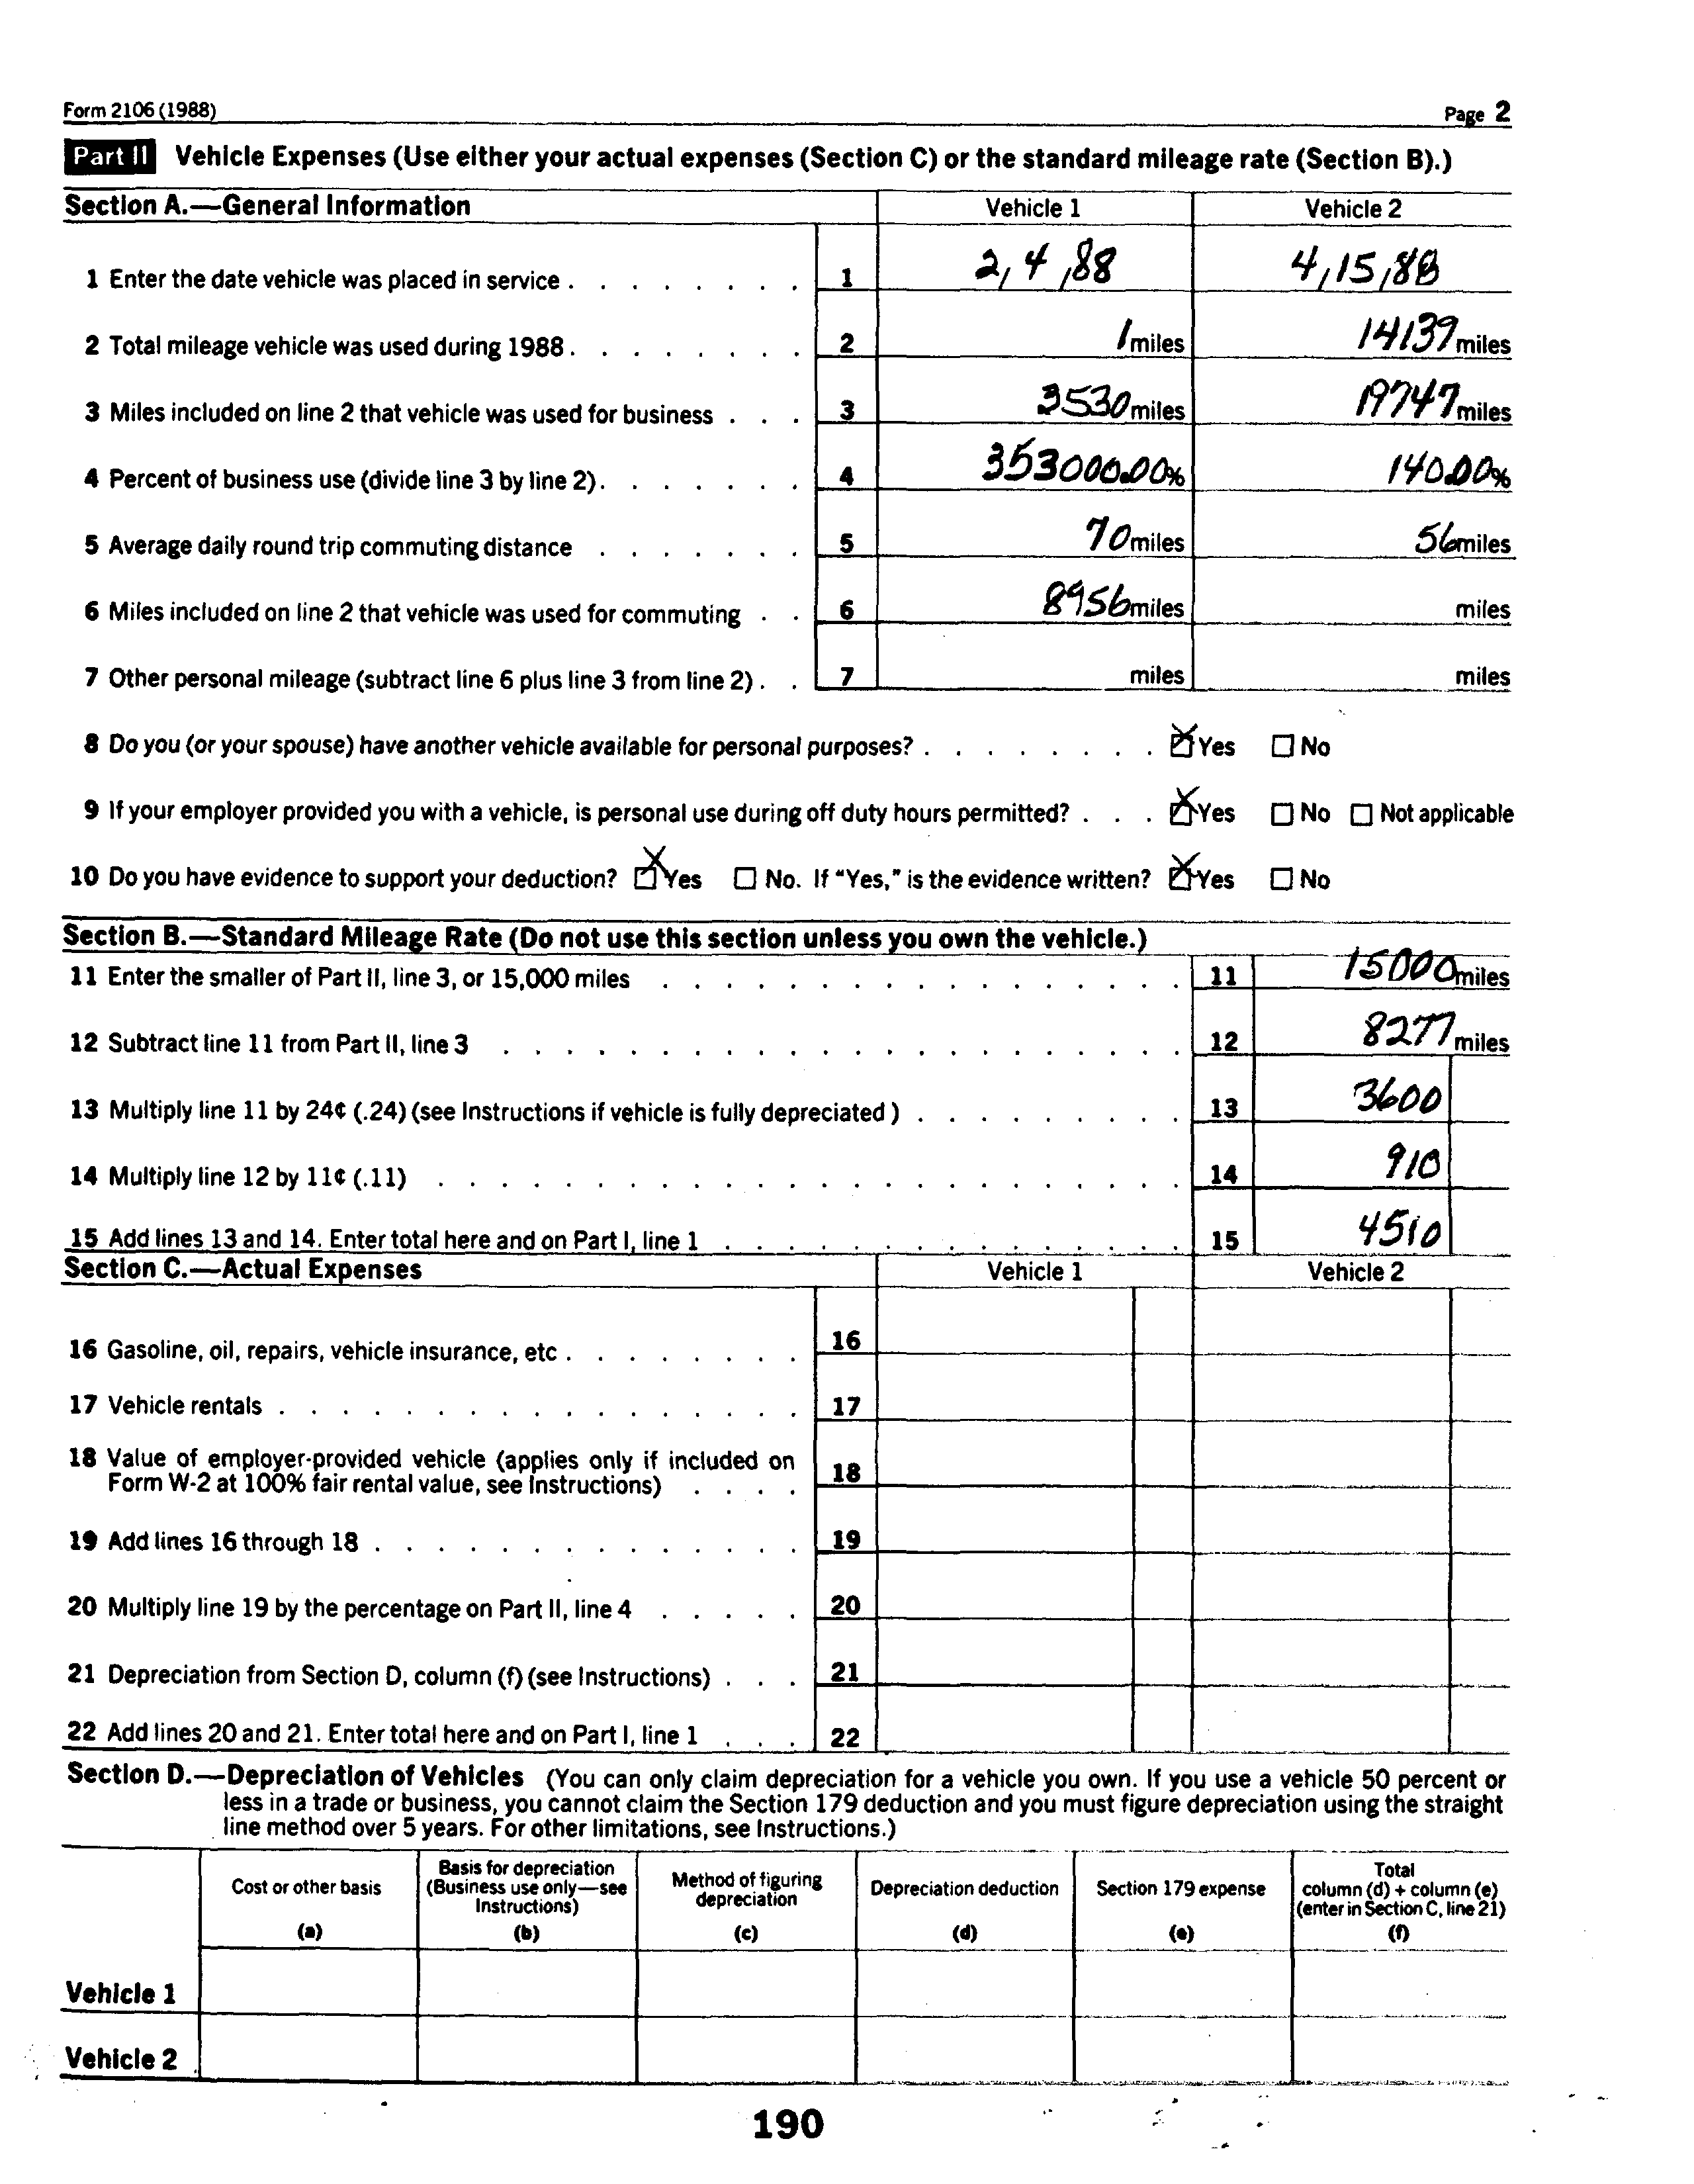 Form 2106 (1988) Page 2
Part II Vehicle Expenses (Use either your actual expenses (Section C) or the standard mileage rate (Section B).)
Section A.—General Information Vehicle 1 Vehicle 2
1 Enter the date vehicle was placed in service . . . . . . . . 1 2,4,88 4,15,88
2 Total mileage vehicle was used during 1988 . . . . . . . . 2 1 miles 14139 miles
3 Miles included on line 2 that vehicle was used for business . . . 3 3530 miles 19747 miles
4 Percent of business use (divide line 3 by line 2) . . . . . . . 4 353000.00% 140.00%
5 Average daily round trip commuting distance . . . . . . . 5 70 miles 56 miles
6 Miles included on line 2 that vehicle was used for commuting . . 6 8956 miles miles
7 Other personal mileage (subtract line 6 plus line 3 from line 2) . . 7 miles miles
8 Do you (or your spouse) have another vehicle available for personal purposes? . . . . . . . . ☒ Yes ☐ No
9 If your employer provided you with a vehicle, is personal use during off duty hours permitted? . . . ☒ Yes ☐ No ☐ Not applicable
10 Do you have evidence to support your deduction? ☒ Yes ☐ No. If "Yes," is the evidence written? ☒ Yes ☐ No
Section B.—Standard Mileage Rate (Do not use this section unless you own the vehicle.)
11 Enter the smaller of Part II, line 3, or 15,000 miles . . . . . . . . . . . . . . . . . 11 15000 miles
12 Subtract line 11 from Part II, line 3 . . . . . . . . . . . . . . . . . . . . . . 12 8277 miles
13 Multiply line 11 by 24¢ (.24) (see Instructions if vehicle is fully depreciated ) . . . . . . . . . 13 3600
14 Multiply line 12 by 11¢ (.11) . . . . . . . . . . . . . . . . . . . . . . . . 14 910
15 Add lines 13 and 14. Enter total here and on Part I, line 1 . . . . . . . . . . . . . . . 15 4510
Section C.—Actual Expenses Vehicle 1 Vehicle 2
16 Gasoline, oil, repairs, vehicle insurance, etc . . . . . . . . 16
17 Vehicle rentals . . . . . . . . . . . . . . . . . 17
18 Value of employer-provided vehicle (applies only if included on
Form W-2 at 100% fair rental value, see Instructions) . . . . 18
19 Add lines 16 through 18 . . . . . . . . . . . . . . 19
20 Multiply line 19 by the percentage on Part II, line 4 . . . . . 20
21 Depreciation from Section D, column (f) (see Instructions) . . . 21
22 Add lines 20 and 21. Enter total here and on Part I, line 1 . . . 22
Section D.—Depreciation of Vehicles (You can only claim depreciation for a vehicle you own. If you use a vehicle 50 percent or
less in a trade or business, you cannot claim the Section 179 deduction and you must figure depreciation using the straight
line method over 5 years. For other limitations, see Instructions.)
Cost or other basis (a)
Basis for depreciation (Business use only—see Instructions) (b)
Method of figuring depreciation (c)
Depreciation deduction (d)
Section 179 expense (e)
Total column (d) + column (e) (enter in Section C, line 21) (f)
Vehicle 1
Vehicle 2
190